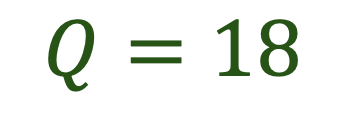 Q = 18